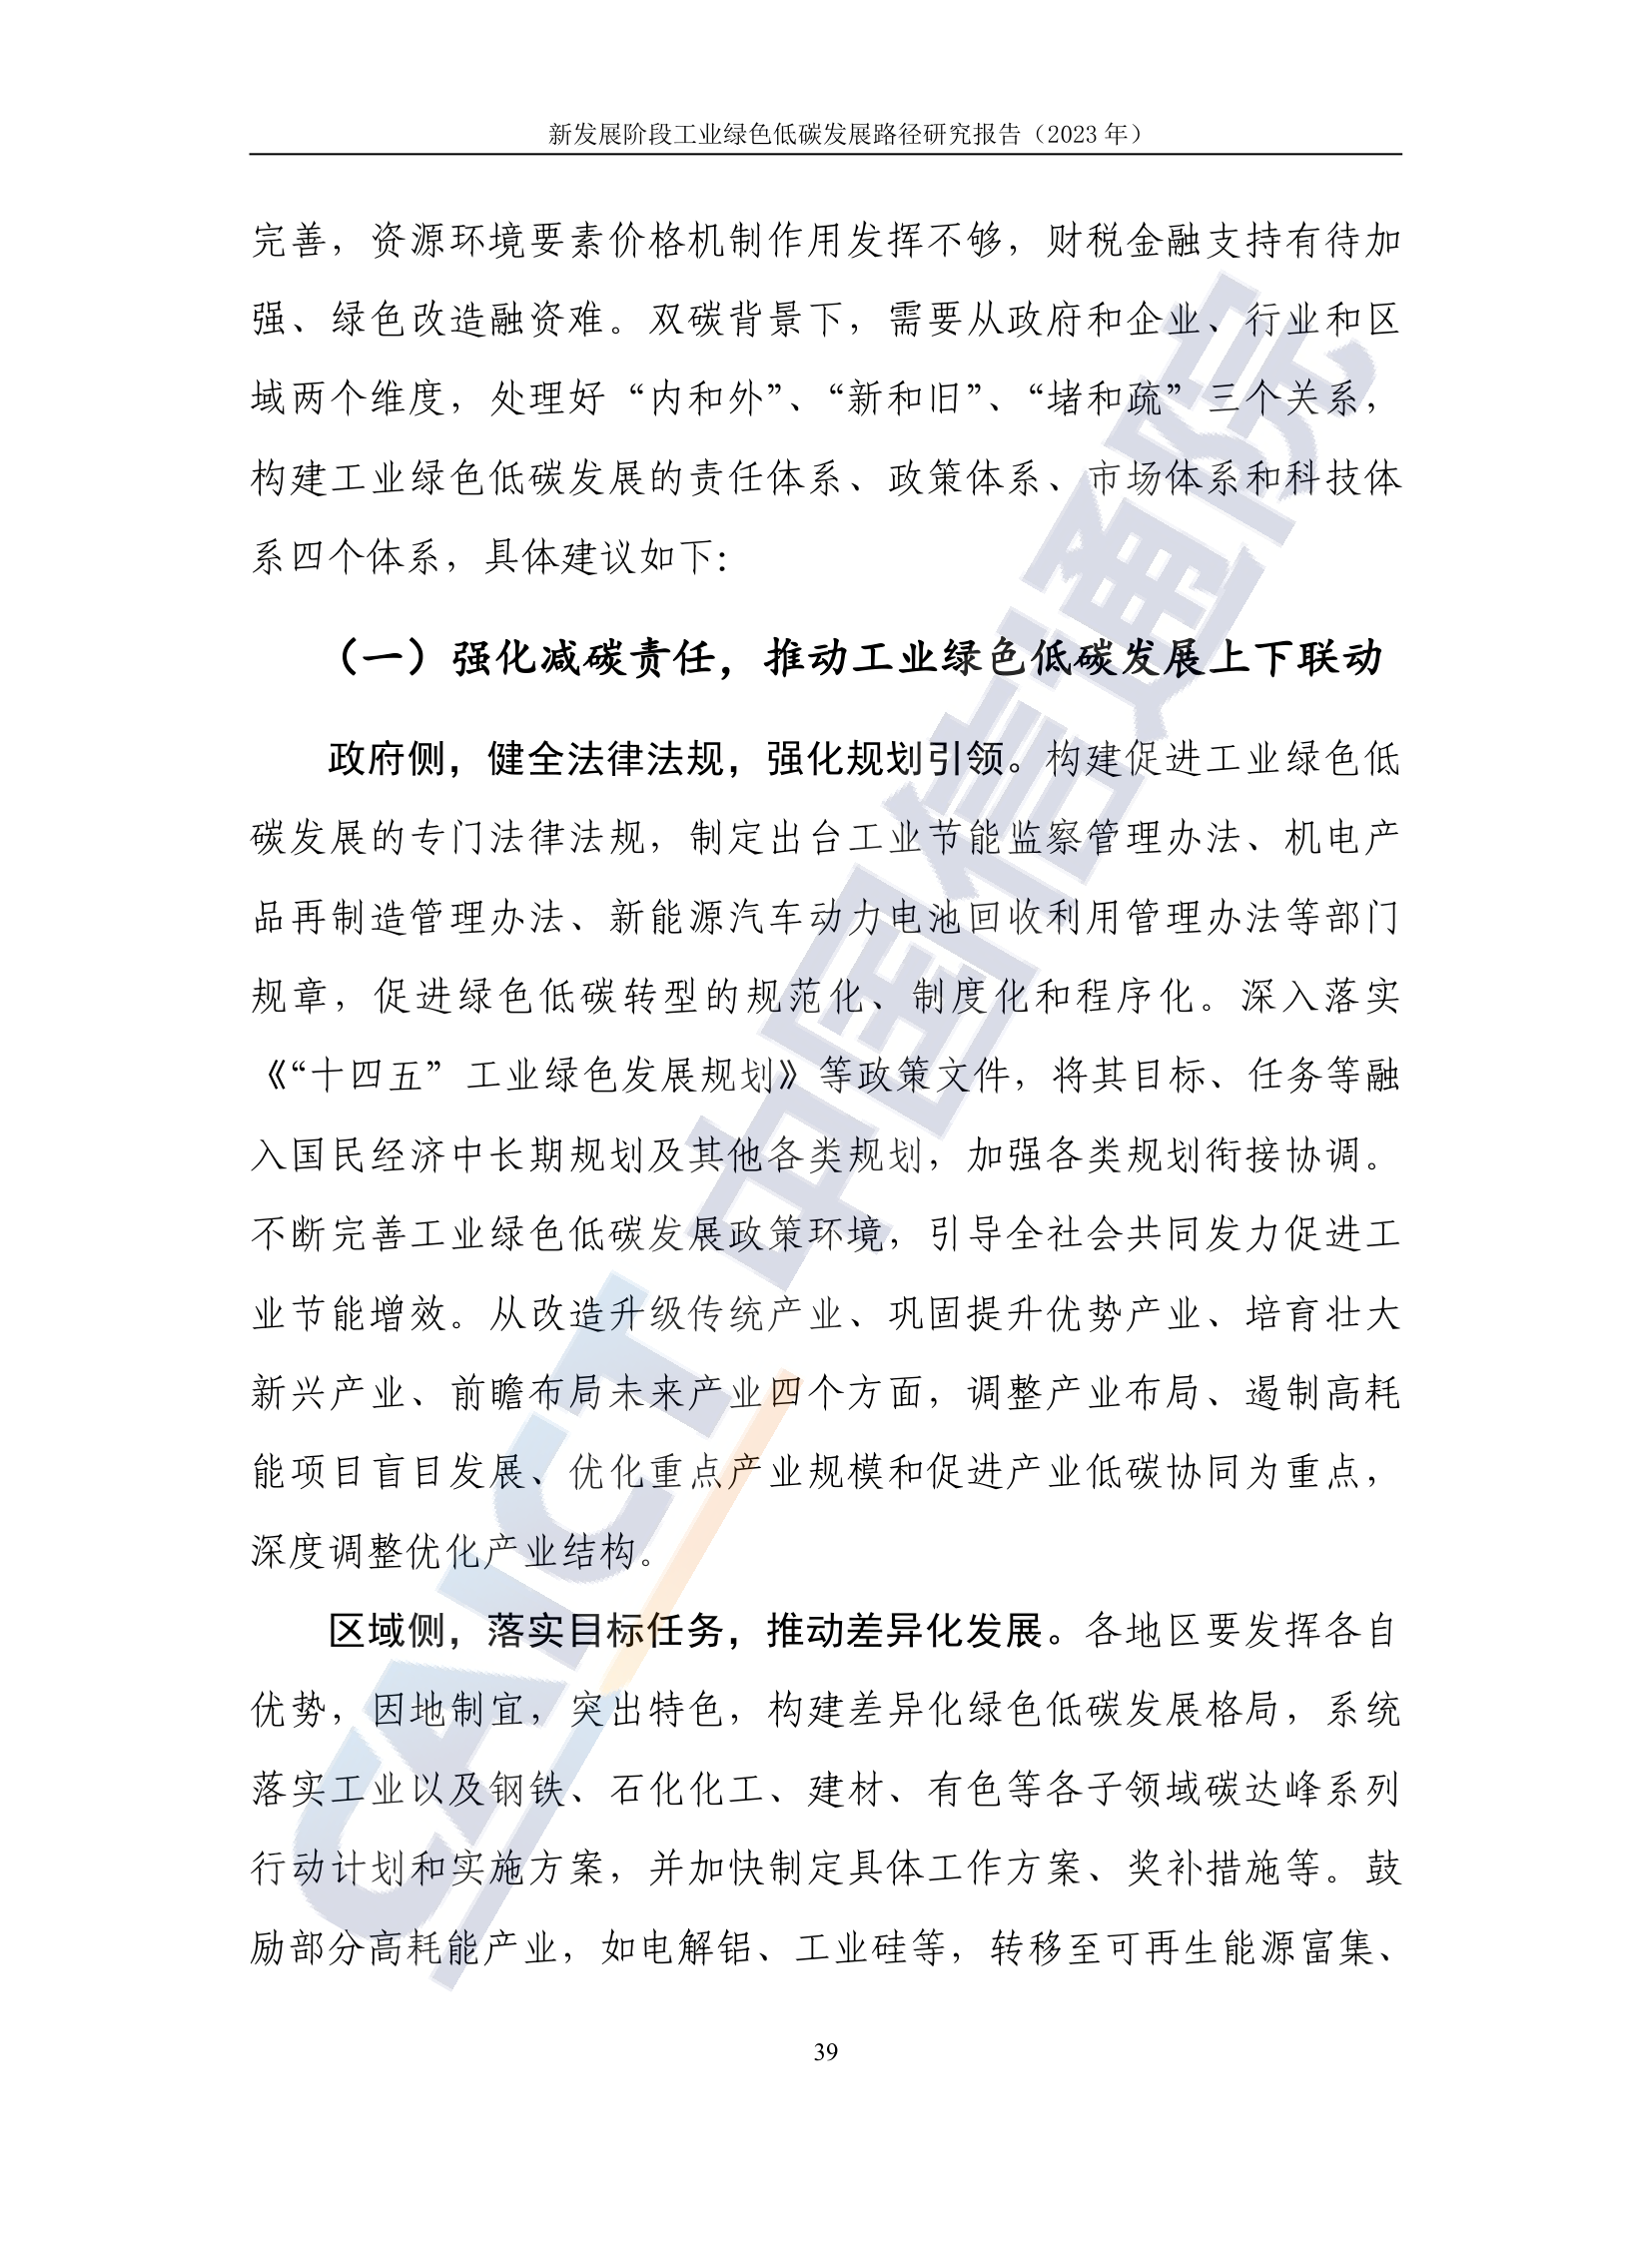 新发展阶段工业绿色低碳发展路径研究报告（2023 年）
完善，资源环境要素价格机制作用发挥不够，财税金融支持有待加
强、绿色改造融资难。双碳背景下，需要从政府和企业、行业和区
域两个维度，处理好“内和外”、“新和旧”、“堵和疏”三个关系，
构建工业绿色低碳发展的责任体系、政策体系、市场体系和科技体
系四个体系，具体建议如下：
（一）强化减碳责任，推动工业绿色低碳发展上下联动
政府侧，健全法律法规，强化规划引领。构建促进工业绿色低
碳发展的专门法律法规，制定出台工业节能监察管理办法、机电产
品再制造管理办法、新能源汽车动力电池回收利用管理办法等部门
规章，促进绿色低碳转型的规范化、制度化和程序化。深入落实
《“十四五”工业绿色发展规划》等政策文件，将其目标、任务等融
入国民经济中长期规划及其他各类规划，加强各类规划衔接协调。
不断完善工业绿色低碳发展政策环境，引导全社会共同发力促进工
业节能增效。从改造升级传统产业、巩固提升优势产业、培育壮大
新兴产业、前瞻布局未来产业四个方面，调整产业布局、遏制高耗
能项目盲目发展、优化重点产业规模和促进产业低碳协同为重点，
深度调整优化产业结构。
区域侧，落实目标任务，推动差异化发展。各地区要发挥各自
优势，因地制宜，突出特色，构建差异化绿色低碳发展格局，系统
落实工业以及钢铁、石化化工、建材、有色等各子领域碳达峰系列
行动计划和实施方案，并加快制定具体工作方案、奖补措施等。鼓
励部分高耗能产业，如电解铝、工业硅等，转移至可再生能源富集、
39
CAICT 中国信通院